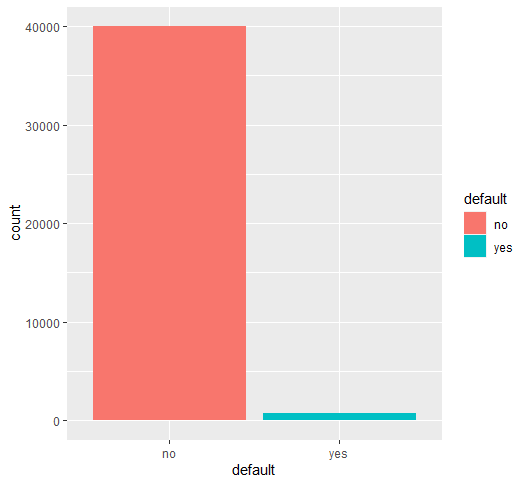 count
40000
30000
20000
10000
0
no
yes
default
default
no
yes